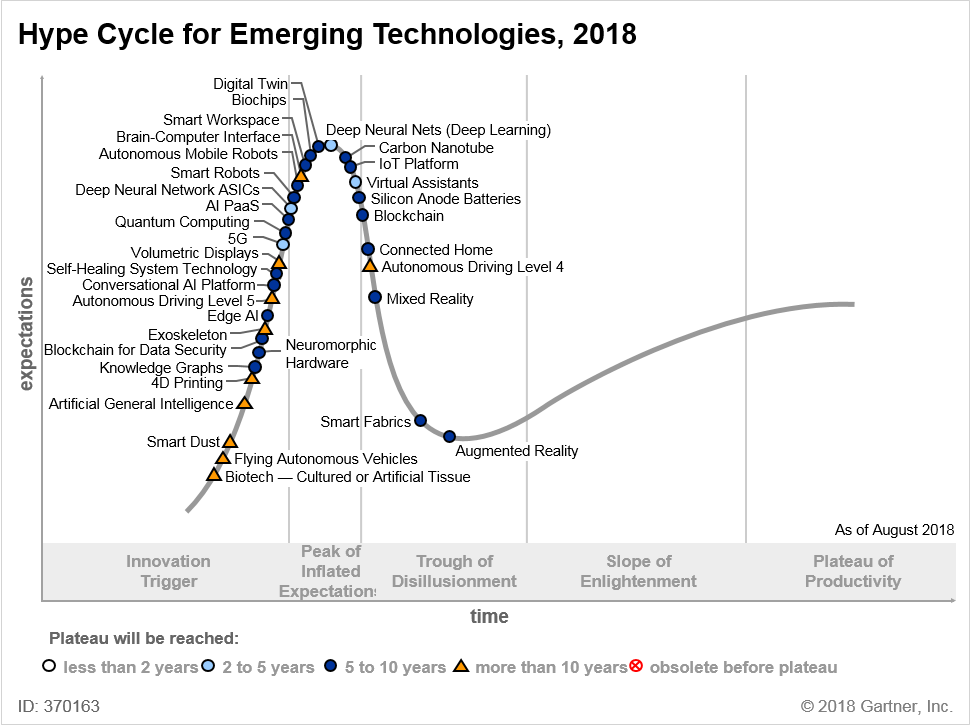 Hype Cycle for Emerging Technologies, 2018
Digital Twin
Biochips
Smart Workspace
Brain-Computer Interface
Autonomous Mobile Robots
Smart Robots
Deep Neural Network ASICs
AI PaaS
Quantum Computing
5G
Volumetric Displays
Self-Healing System Technology
Conversational AI Platform
Autonomous Driving Level 5
Edge AI
Exoskeleton
Blockchain for Data Security
Neuromorphic
Hardware
Knowledge Graphs
4D Printing
Artificial General Intelligence
Smart Dust
Flying Autonomous Vehicles
Biotech — Cultured or Artificial Tissue
Deep Neural Nets (Deep Learning)
Carbon Nanotube
IoT Platform
Virtual Assistants
Silicon Anode Batteries
Blockchain
Connected Home
Autonomous Driving Level 4
Mixed Reality
Smart Fabrics
Augmented Reality
expectations
As of August 2018
Innovation
Trigger
Peak of
Inflated
Expectations
Trough of
Disillusionment
Slope of
Enlightenment
Plateau of
Productivity
time
Plateau will be reached:
less than 2 years 2 to 5 years 5 to 10 years more than 10 years obsolete before plateau
ID: 370163
© 2018 Gartner, Inc.